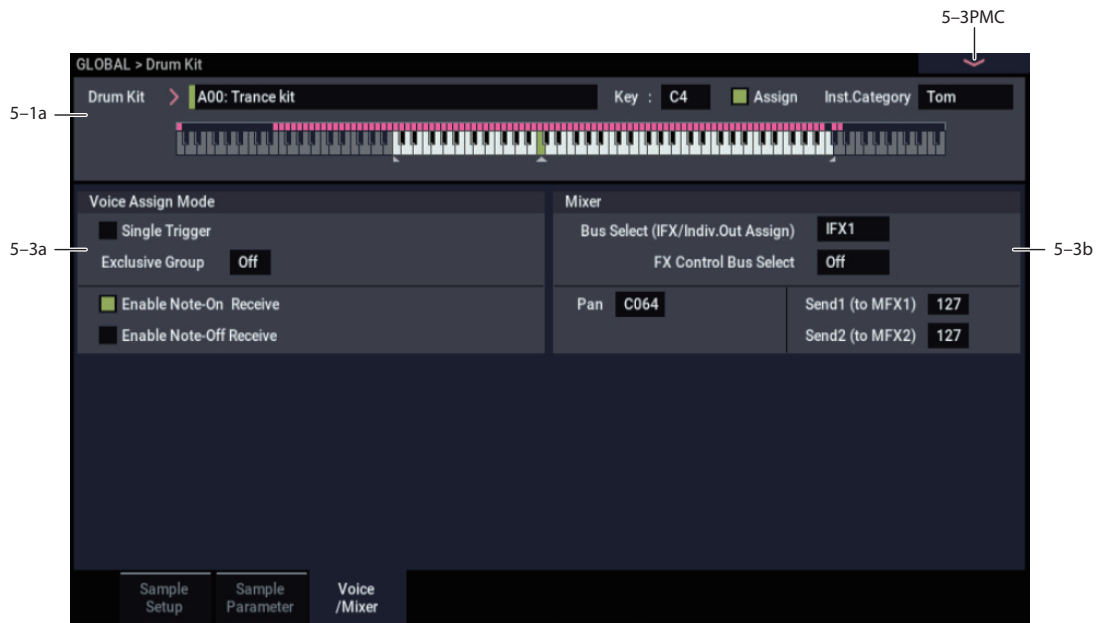 5–3PMC
GLOBAL > Drum Kit
5–1a
Drum Kit A00: Trance kit Key : C4 Assign Inst.Category Tom
Voice Assign Mode
Single Trigger
5–3a
Exclusive Group Off
Enable Note-On Receive
Enable Note-Off Receive
Mixer
Bus Select (IFX/Indiv.Out Assign) IFX1
5–3b
FX Control Bus Select Off
Pan C064
Send1 (to MFX1) 127
Send2 (to MFX2) 127
Sample
Setup
Sample
Parameter
Voice
/Mixer